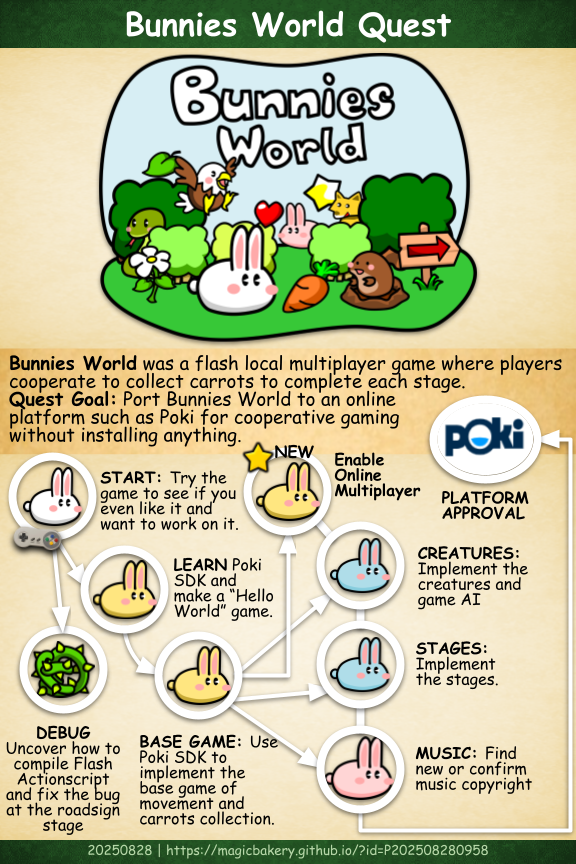 Bunnies World Quest
Bunnies
World
Bunnies World was a flash local multiplayer game where players
cooperate to collect carrots to complete each stage.
Quest Goal: Port Bunnies World to an online
platform such as Poki for cooperative gaming
without installing anything.
POKi
PLATFORM
APPROVAL
NEW
Enable
Online
Multiplayer
START: Try the
game to see if you
even like it and
want to work on it.
LEARN Poki
SDK and
make a “Hello
World” game.
CREATURES:
Implement the
creatures and
game AI
STAGES:
Implement
the stages.
DEBUG
Uncover how to
compile Flash
Actionscript
and fix the bug
at the roadsign
stage
BASE GAME: Use
Poki SDK to
implement the
base game of
movement and
carrots collection.
MUSIC: Find
new or confirm
music copyright
20250828 | https://magicbakery.github.io/?id=P202508280958